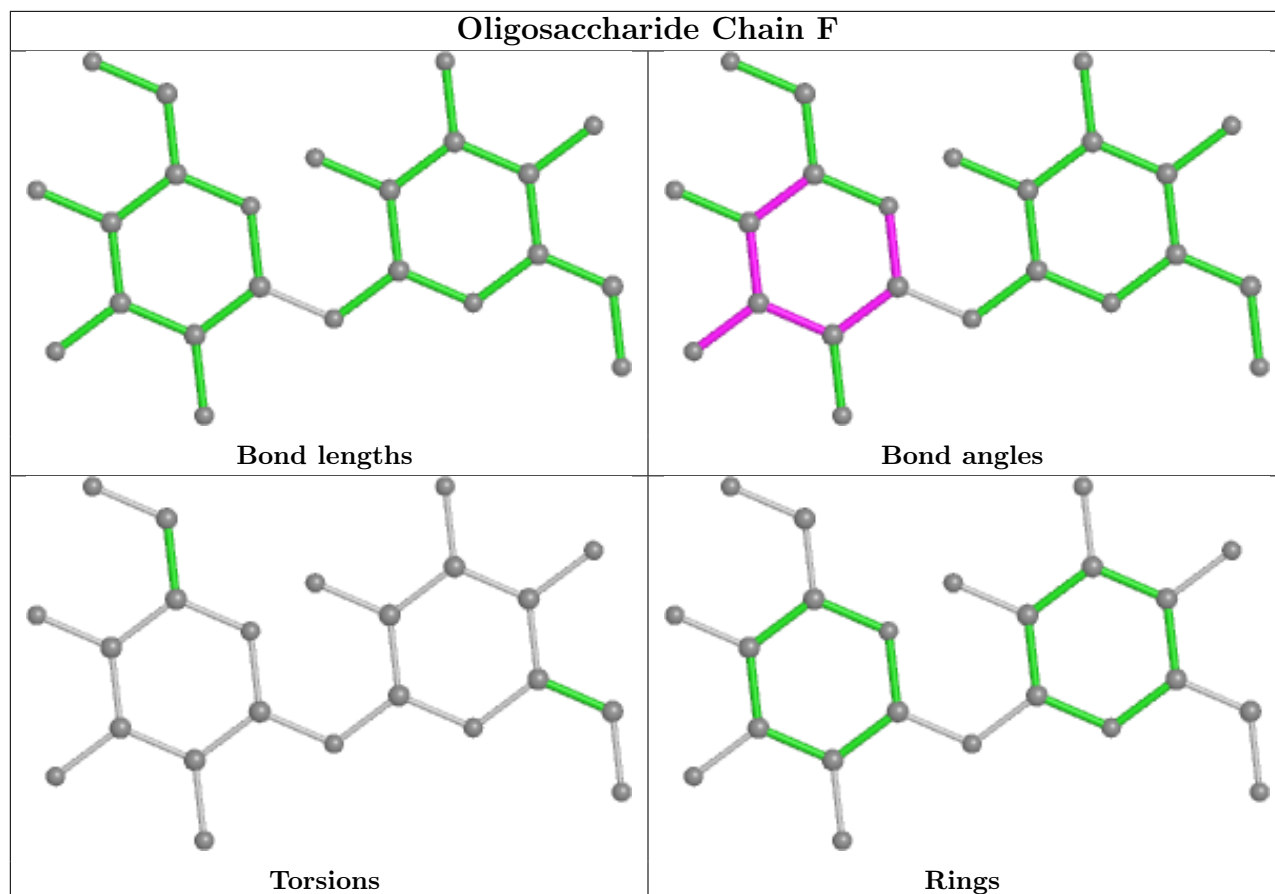 Oligosaccharide Chain F
Bond lengths
Bond angles
Torsions
Rings